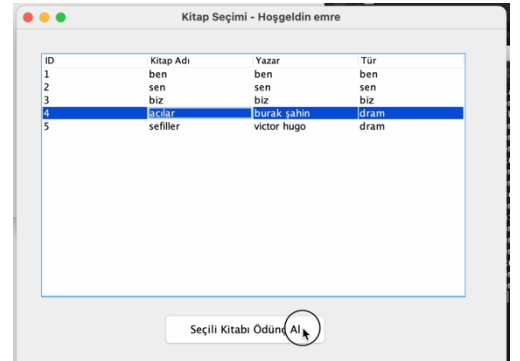 Kitap Seçimi - Hoşgeldin emre
ID Kitap Adı Yazar Tür
1 ben ben ben
2 sen sen sen
3 biz biz biz
4 acılar burak şahin dram
5 sefiller victor hugo dram
Seçili Kitabı Ödünç Al